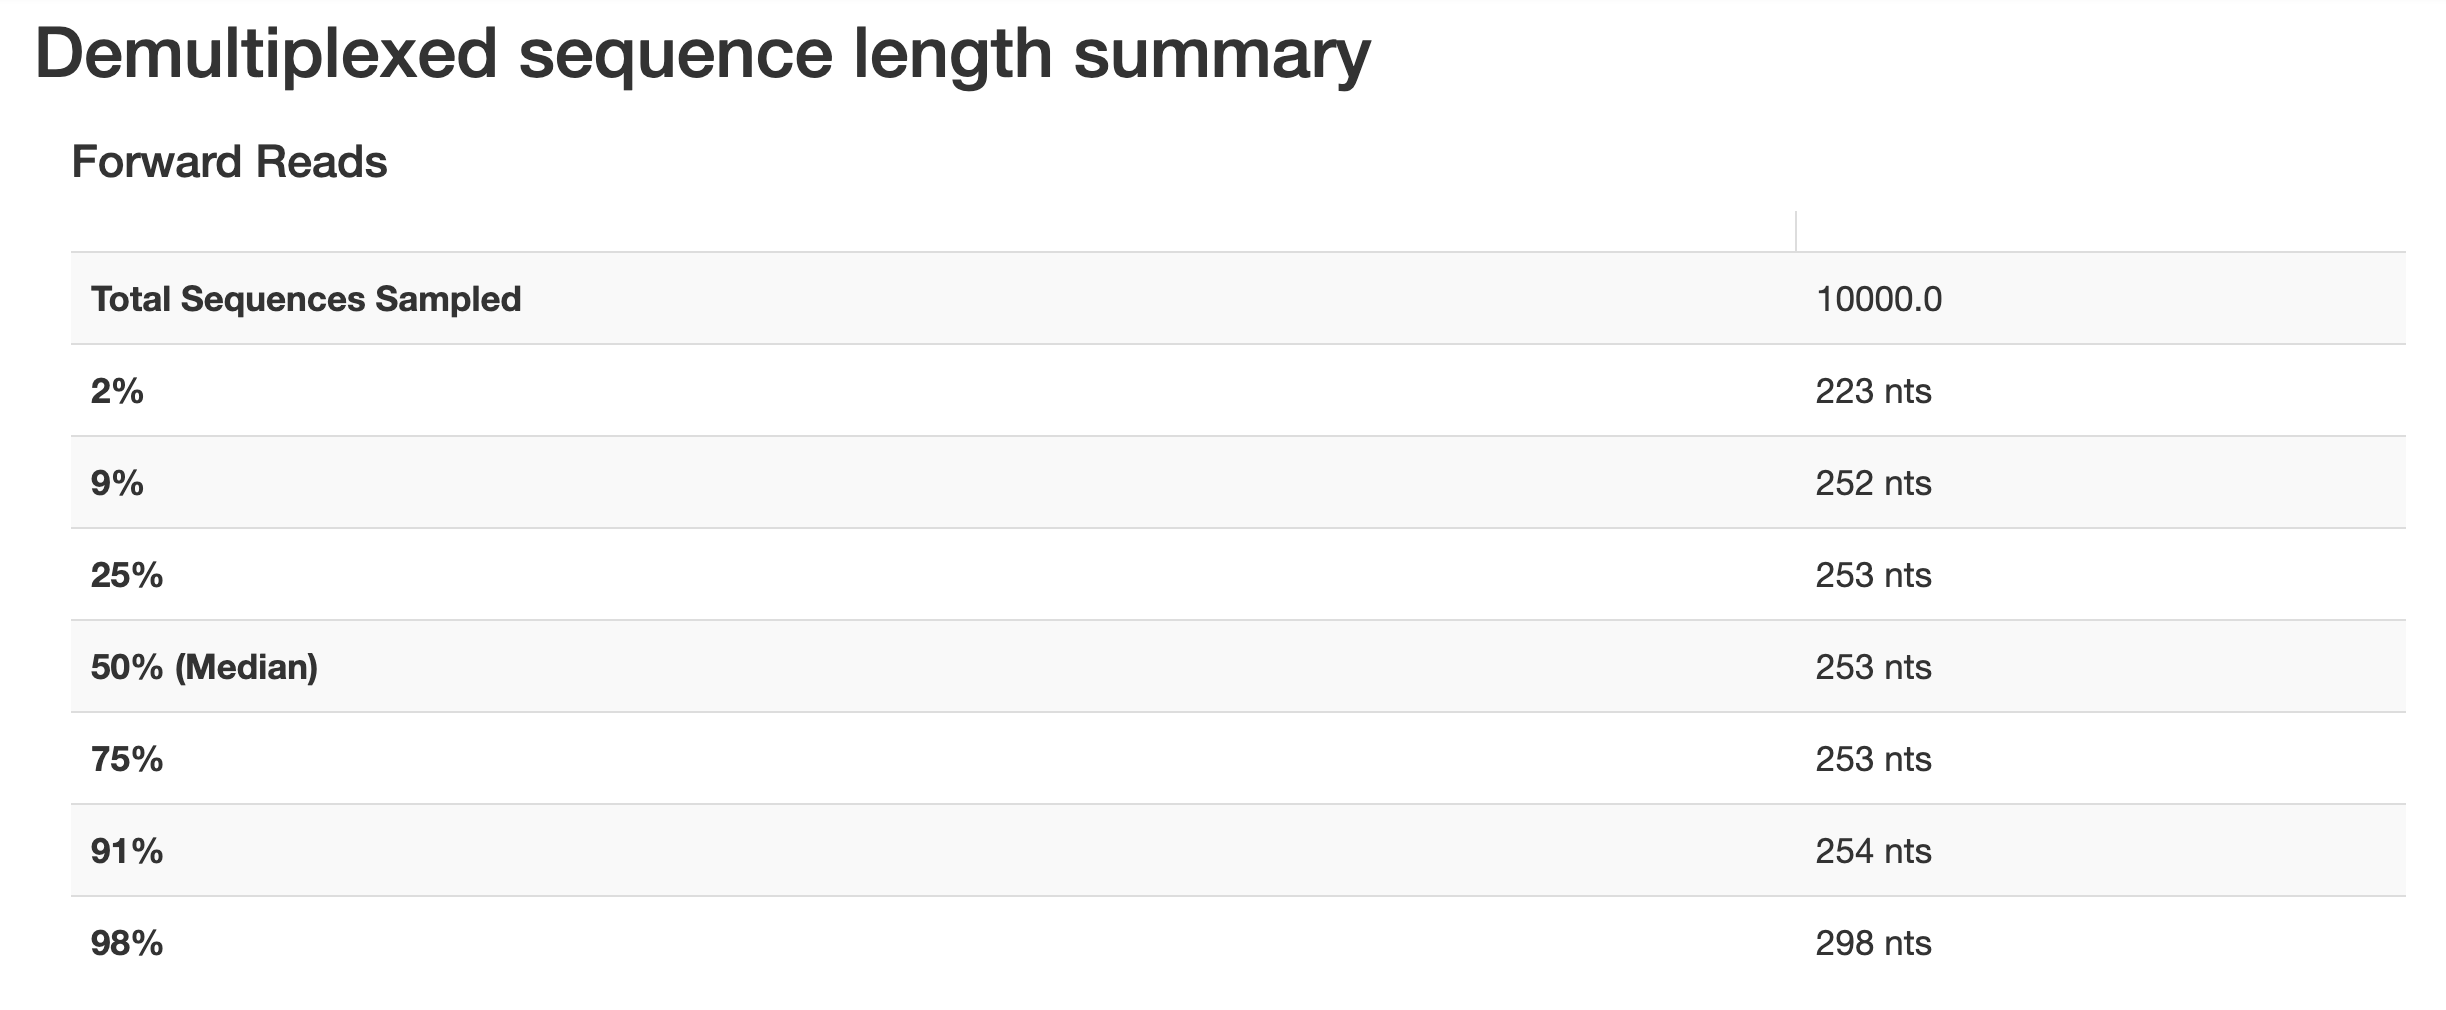 Demultiplexed sequence length summary
Forward Reads
Total Sequences Sampled 10000.0
2% 223 nts
9% 252 nts
25% 253 nts
50% (Median) 253 nts
75% 253 nts
91% 254 nts
98% 298 nts